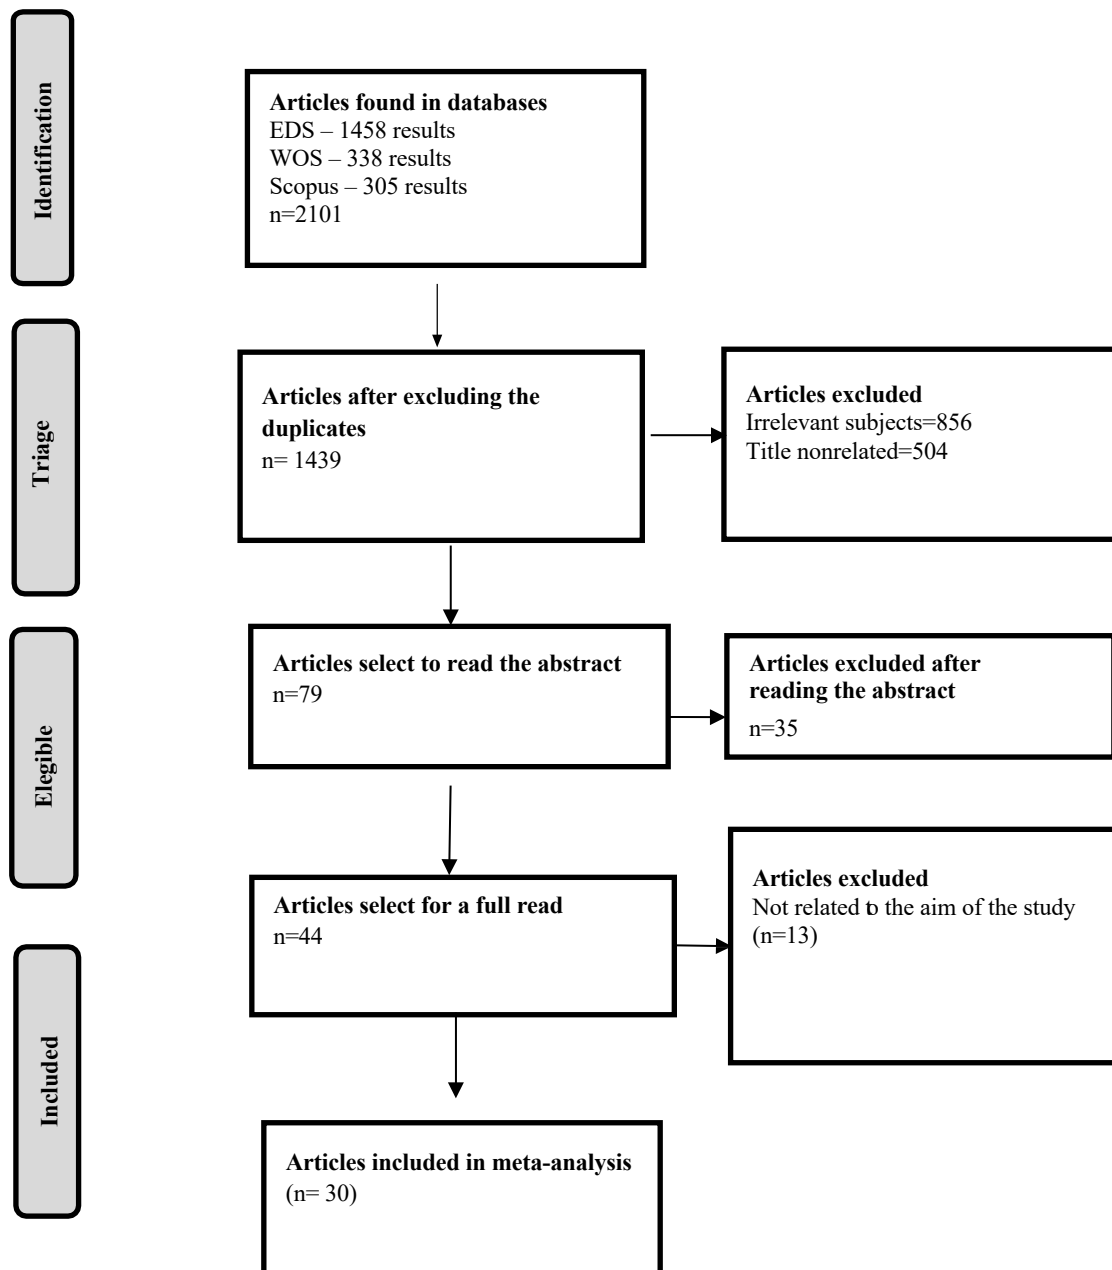 Identification
Articles found in databases
EDS – 1458 results
WOS – 338 results
Scopus – 305 results
n=2101
Triage
Articles after excluding the
duplicates
n= 1439
Articles excluded
Irrelevant subjects=856
Title nonrelated=504
Elegible
Articles select to read the abstract
n=79
Articles excluded after
reading the abstract
n=35
Articles select for a full read
n=44
Articles excluded
Not related to the aim of the study
(n=13)
Included
Articles included in meta-analysis
(n= 30)